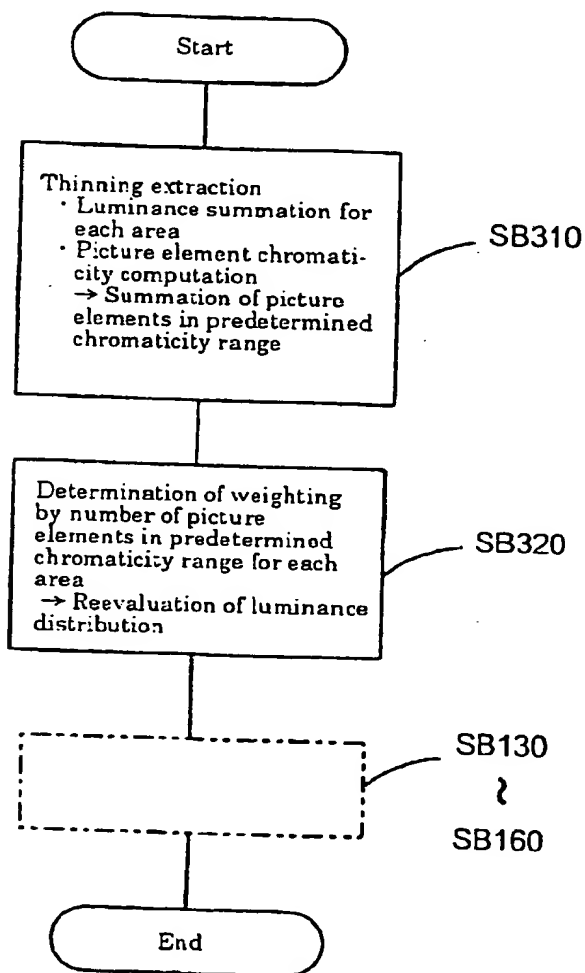 Start
Thinning extraction
· Luminance summation for
each area
· Picture element chromati-
city computation
→ Summation of picture
elements in predetermined
chromaticity range
SB310
Determination of weighting
by number of picture
elements in predetermined
chromaticity range for each
area
→ Reevaluation of luminance
distribution
SB320
SB130
~
SB160
End